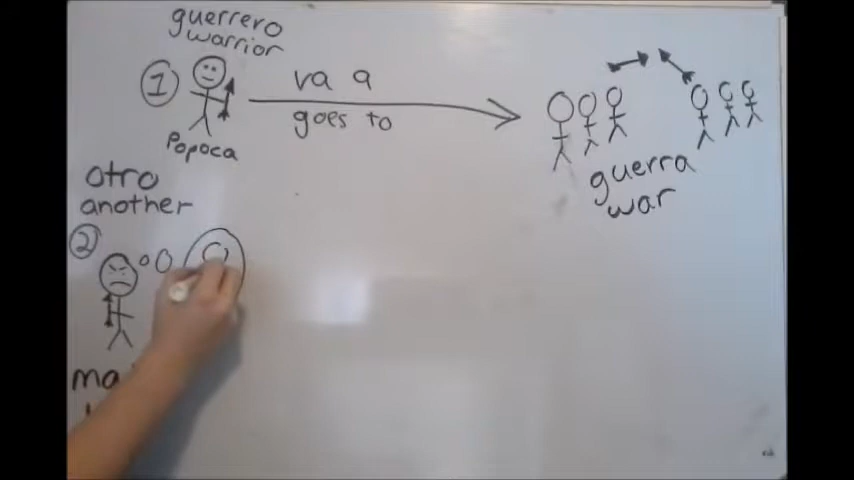 guerrero
warrior
1
va a
goes to
Popoca
guerra
war
otro
another
2